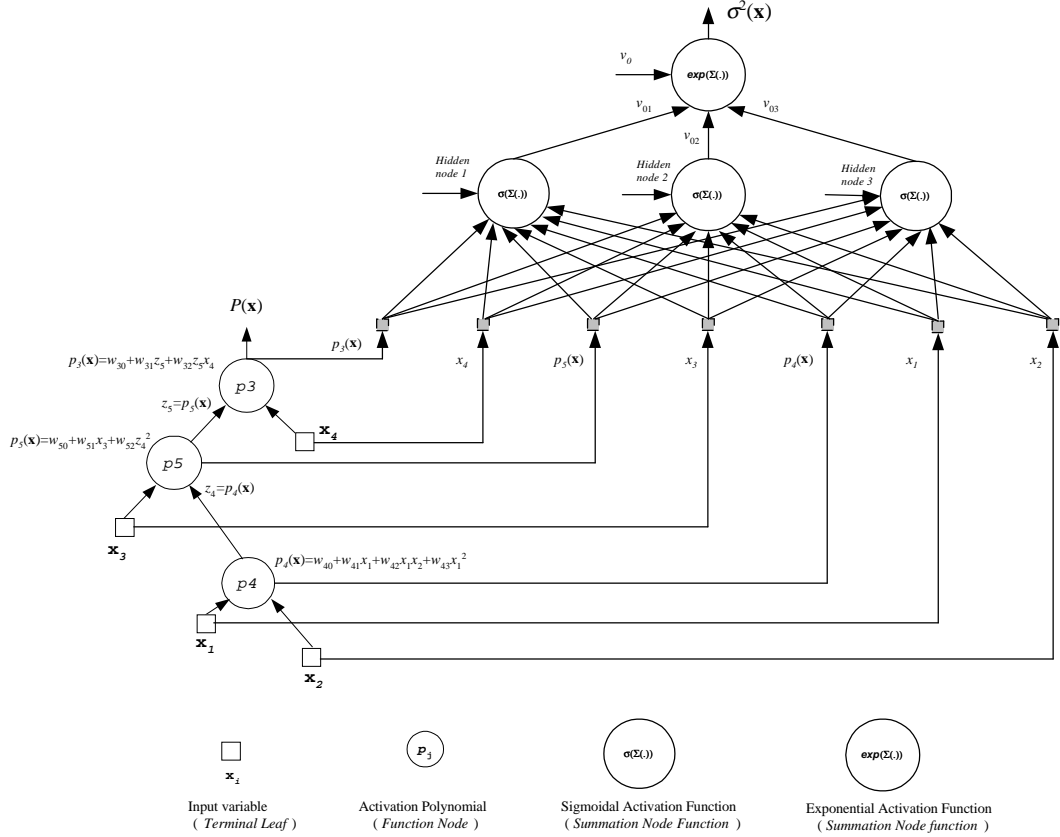 σ²(x)
v₀
exp(Σ(.))
v₀₁
v₀₃
v₀₂
Hidden
node 1
Hidden
node 2
Hidden
node 3
σ(Σ(.))
σ(Σ(.))
σ(Σ(.))
P(x)
p₃(x)
x₄
p₅(x)
x₃
p₄(x)
x₁
x₂
p₃(x)=w₃₀+w₃₁z₅+w₃₂z₅x₄
p3
z₅=p₅(x)
x₄
p₅(x)=w₅₀+w₅₁x₃+w₅₂z₄²
p5
z₄=p₄(x)
x₃
p₄(x)=w₄₀+w₄₁x₁+w₄₂x₁x₂+w₄₃x₁²
p4
x₁
x₂
xᵢ
pⱼ
σ(Σ(.))
exp(Σ(.))
Input variable
( Terminal Leaf )
Activation Polynomial
( Function Node )
Sigmoidal Activation Function
( Summation Node Function )
Exponential Activation Function
( Summation Node function )